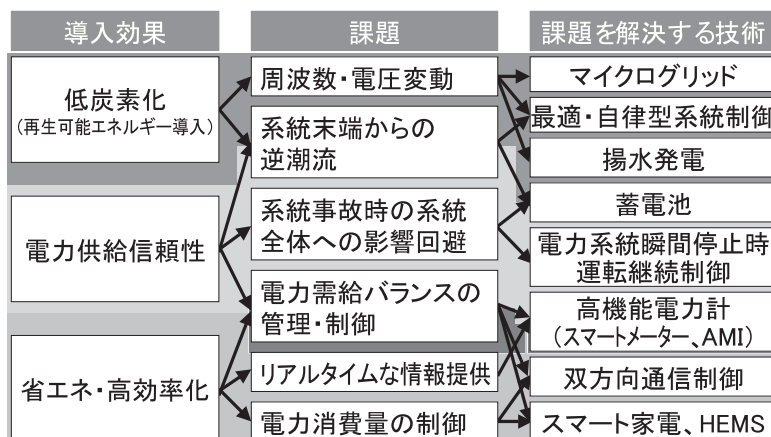 導入効果
低炭素化
(再生可能エネルギー導入)
電力供給信頼性
省エネ・高効率化
課題
周波数・電圧変動
系統末端からの
逆潮流
系統事故時の系統
全体への影響回避
電力需給バランスの
管理・制御
リアルタイムな情報提供
電力消費量の制御
課題を解決する技術
マイクログリッド
最適・自律型系統制御
揚水発電
蓄電池
電力系統瞬間停止時
運転継続制御
高機能電力計
(スマートメーター、AMI)
双方向通信制御
スマート家電、HEMS